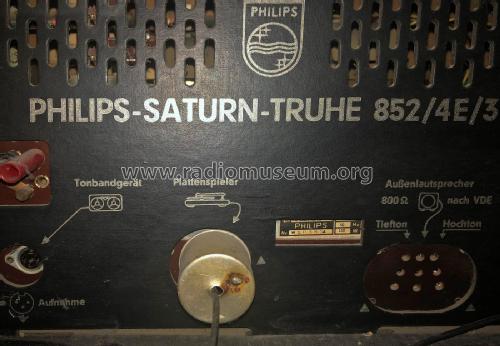 PHILIPS
PHILIPS-SATURN-TRUHE 852/4E/3
www.radiomuseum.org
Tonbandgerät
Plattenspieler
Außenlautsprecher
800 Ω nach VDE
Tiefton Hochton
PHILIPS
Aufnahme